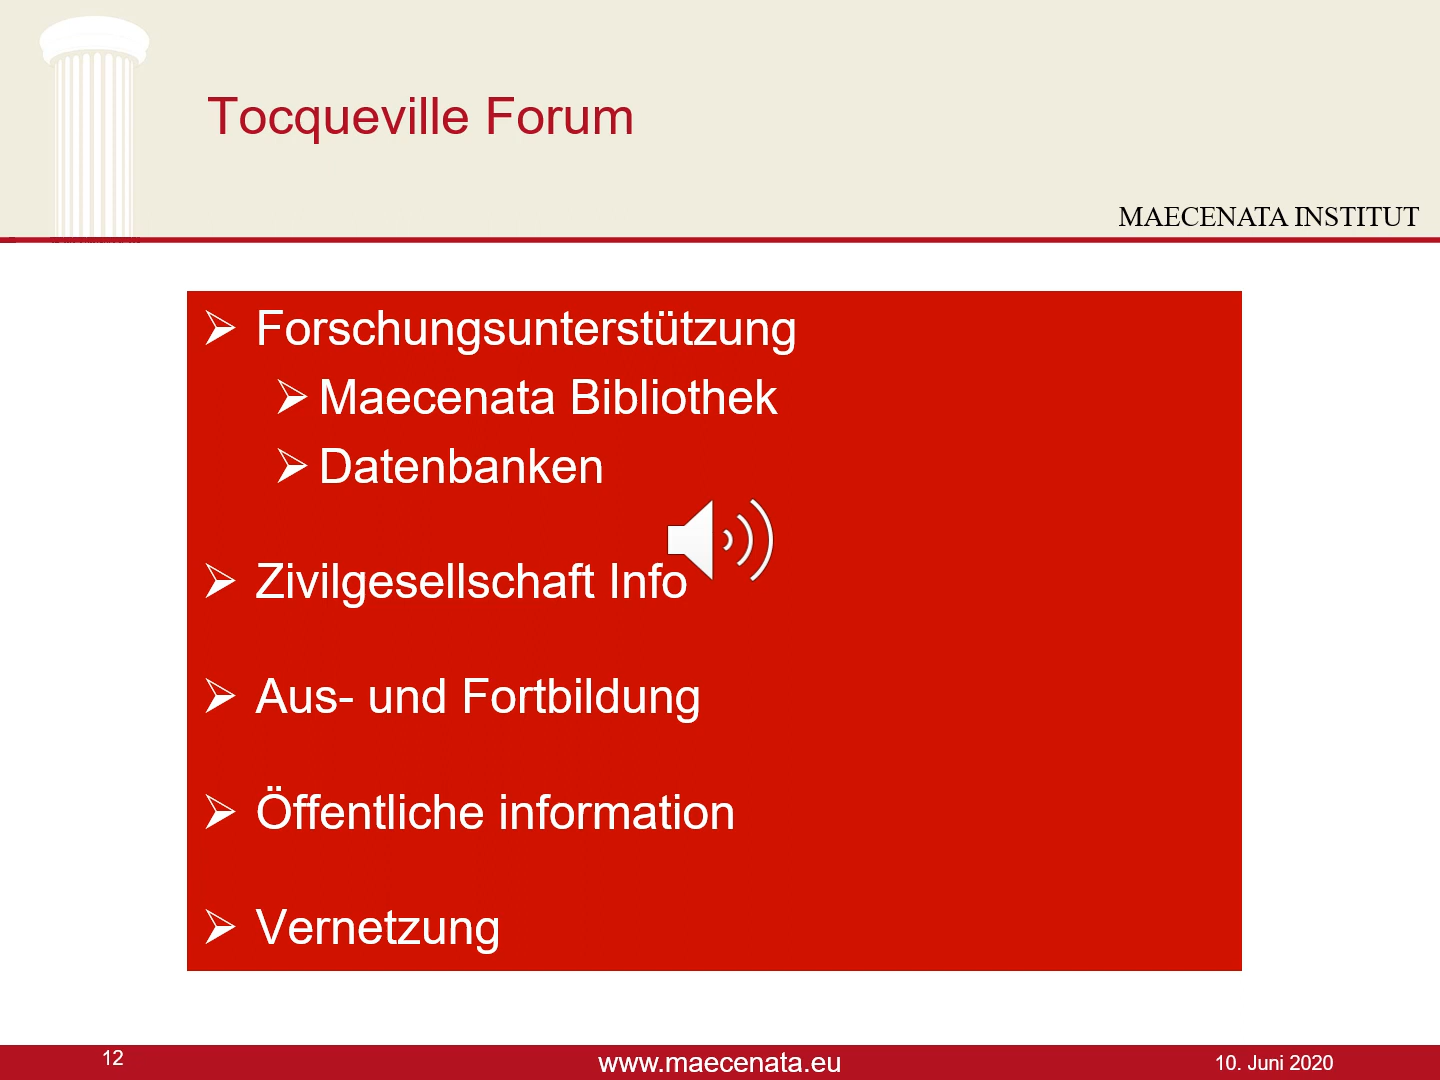 Tocqueville Forum
MAECENATA INSTITUT
Forschungsunterstützung
Maecenata Bibliothek
Datenbanken
Zivilgesellschaft Info
Aus- und Fortbildung
Öffentliche information
Vernetzung
12
www.maecenata.eu
10. Juni 2020